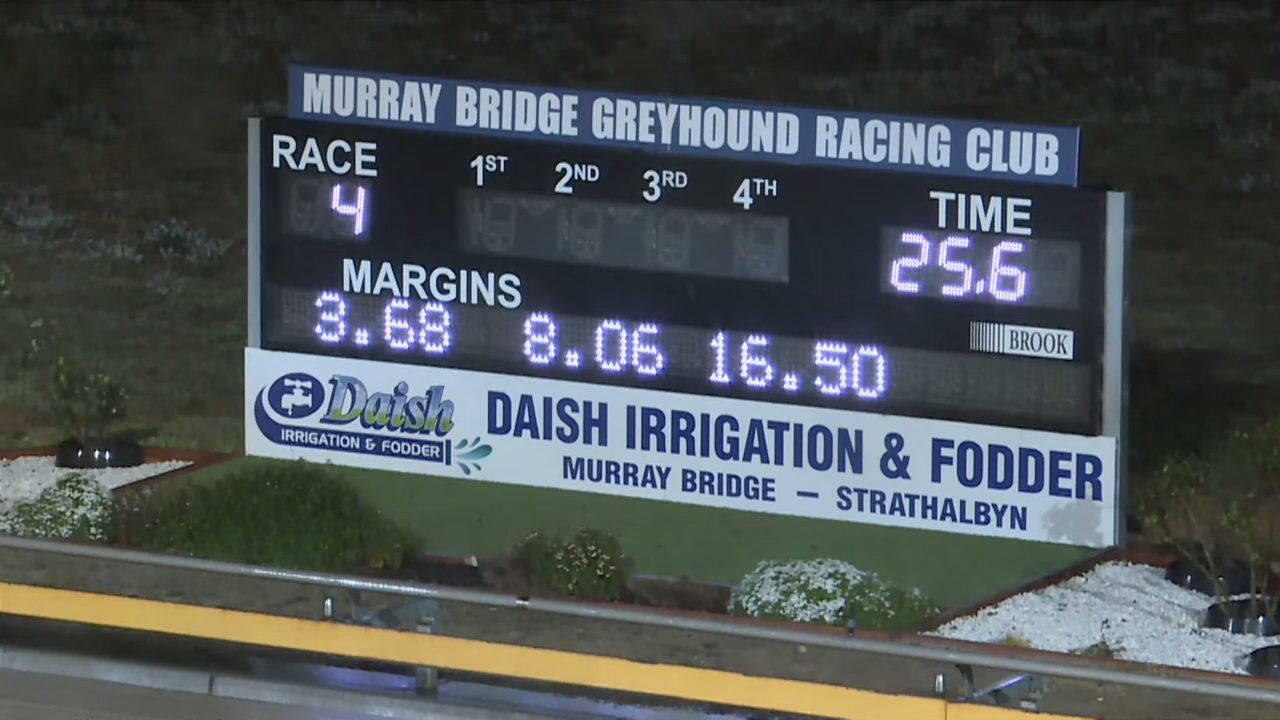 MURRAY BRIDGE GREYHOUND RACING CLUB
RACE 1ST 2ND 3RD 4TH TIME
4 25.6
MARGINS
3.68 8.06 16.50
BROOK
Daish
IRRIGATION & FODDER
DAISH IRRIGATION & FODDER
MURRAY BRIDGE – STRATHALBYN